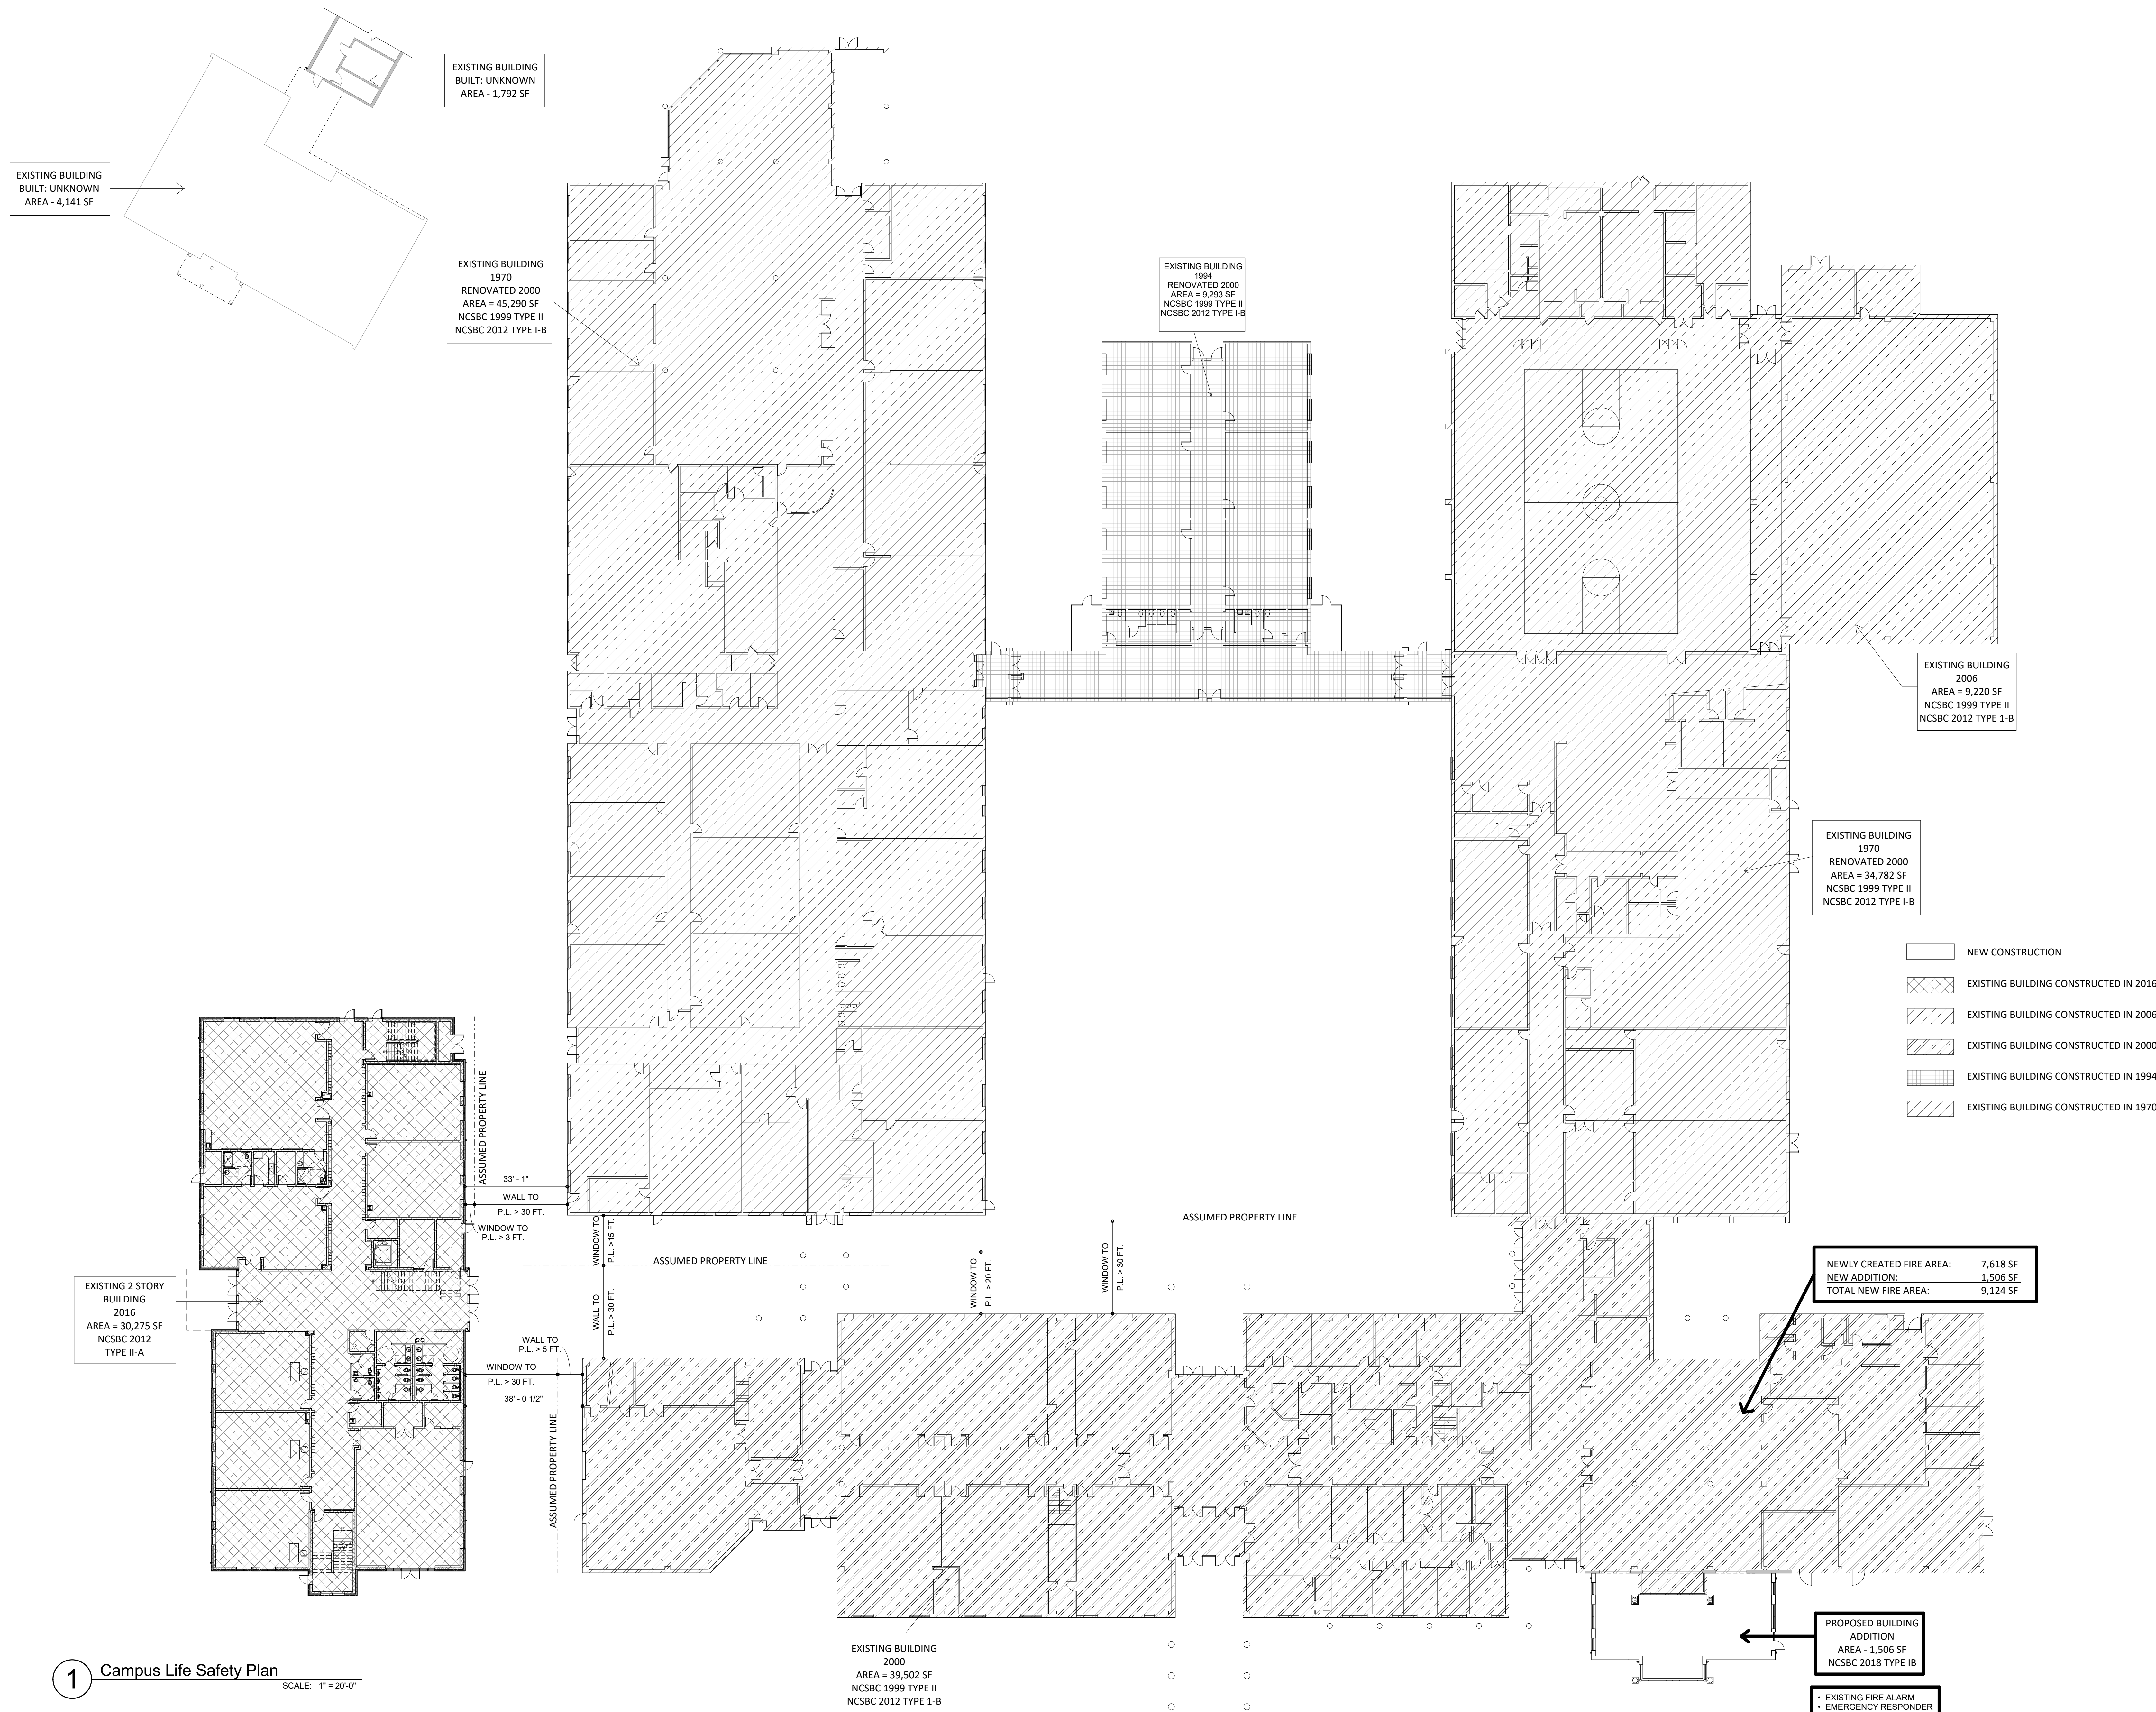 EXISTING BUILDING
BUILT: UNKNOWN
AREA - 1,792 SF
EXISTING BUILDING
BUILT: UNKNOWN
AREA - 4,141 SF
EXISTING BUILDING
1970
RENOVATED 2000
AREA = 45,290 SF
NCSBC 1999 TYPE II
NCSBC 2012 TYPE I-B
EXISTING BUILDING
1994
RENOVATED 2000
AREA = 9,293 SF
NCSBC 1999 TYPE II
NCSBC 2012 TYPE I-B
EXISTING BUILDING
2006
AREA = 9,220 SF
NCSBC 1999 TYPE II
NCSBC 2012 TYPE 1-B
EXISTING BUILDING
1970
RENOVATED 2000
AREA = 34,782 SF
NCSBC 1999 TYPE II
NCSBC 2012 TYPE I-B
NEW CONSTRUCTION
EXISTING BUILDING CONSTRUCTED IN 2016
EXISTING BUILDING CONSTRUCTED IN 2006
EXISTING BUILDING CONSTRUCTED IN 2000
EXISTING BUILDING CONSTRUCTED IN 1994
EXISTING BUILDING CONSTRUCTED IN 1970
ASSUMED PROPERTY LINE
33' - 1"
WALL TO
P.L. > 30 FT.
WINDOW TO
P.L. > 3 FT.
WINDOW TO
P.L. >15 FT.
ASSUMED PROPERTY LINE
ASSUMED PROPERTY LINE
WINDOW TO
P.L. > 20 FT.
WINDOW TO
P.L. > 30 FT.
WALL TO
P.L. > 30 FT.
EXISTING 2 STORY
BUILDING
2016
AREA = 30,275 SF
NCSBC 2012
TYPE II-A
WALL TO
P.L. > 5 FT.
WINDOW TO
P.L. > 30 FT.
38' - 0 1/2"
ASSUMED PROPERTY LINE
NEWLY CREATED FIRE AREA: 7,618 SF
NEW ADDITION: 1,506 SF
TOTAL NEW FIRE AREA: 9,124 SF
PROPOSED BUILDING
ADDITION
AREA - 1,506 SF
NCSBC 2018 TYPE IB
• EXISTING FIRE ALARM
• EMERGENCY RESPONDER
EXISTING BUILDING
2000
AREA = 39,502 SF
NCSBC 1999 TYPE II
NCSBC 2012 TYPE 1-B
1 Campus Life Safety Plan
SCALE: 1" = 20'-0"